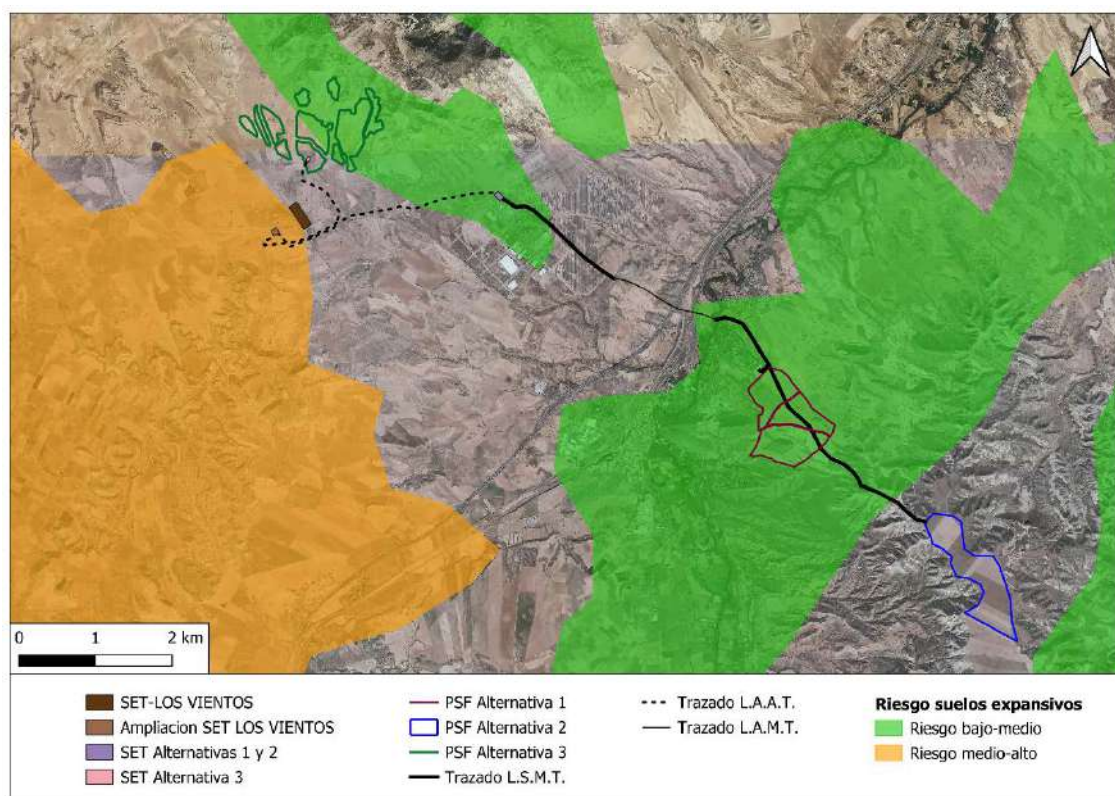 0 1 2 km
SET-LOS VIENTOS
Ampliacion SET LOS VIENTOS
SET Alternativas 1 y 2
SET Alternativa 3
PSF Alternativa 1
PSF Alternativa 2
PSF Alternativa 3
Trazado L.S.M.T.
Trazado L.A.A.T.
Trazado L.A.M.T.
Riesgo suelos expansivos
Riesgo bajo-medio
Riesgo medio-alto